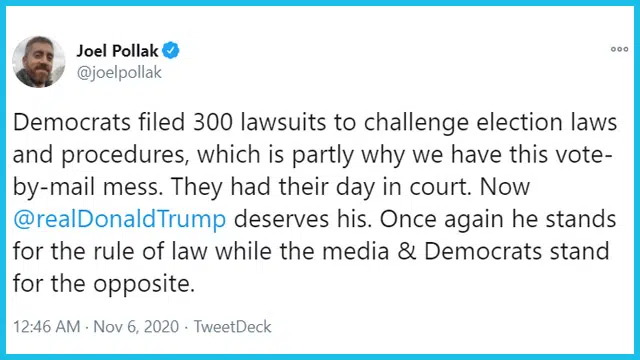 Joel Pollak
@joelpollak
Democrats filed 300 lawsuits to challenge election laws
and procedures, which is partly why we have this vote-
by-mail mess. They had their day in court. Now
@realDonaldTrump deserves his. Once again he stands
for the rule of law while the media & Democrats stand
for the opposite.
12:46 AM · Nov 6, 2020 · TweetDeck